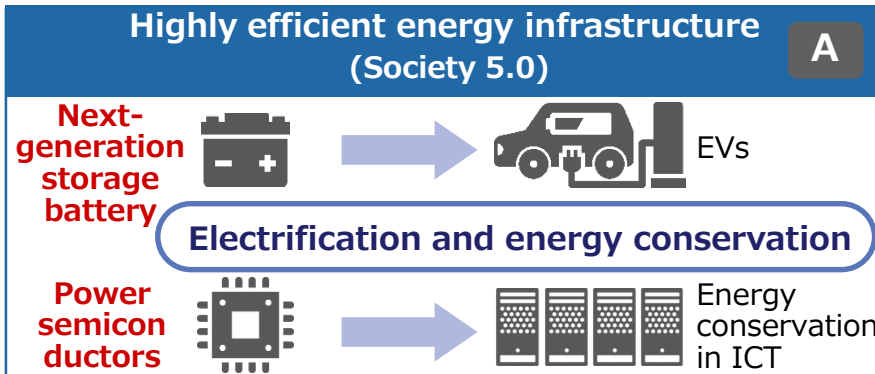 Highly efficient energy infrastructure
(Society 5.0)
A
Next-
generation
storage
battery
EVs
Electrification and energy conservation
Power
semicon
ductors
Energy
conservation
in ICT